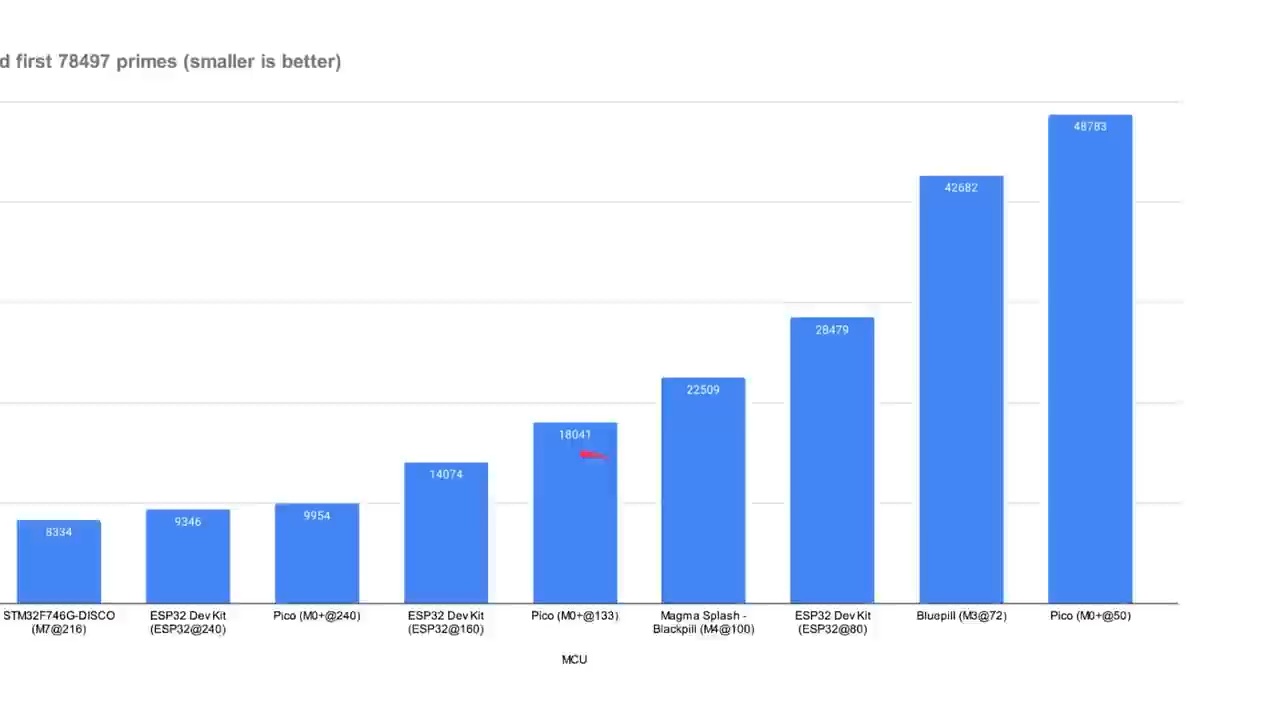 d first 78497 primes (smaller is better)
48783
42682
28479
22509
18041
14074
9954
9346
8334
STM32F746G-DISCO
(M7@216)
ESP32 Dev Kit
(ESP32@240)
Pico (M0+@240)
ESP32 Dev Kit
(ESP32@160)
Pico (M0+@133)
Magma Splash -
Blackpill (M4@100)
ESP32 Dev Kit
(ESP32@80)
Bluepill (M3@72)
Pico (M0+@50)
MCU